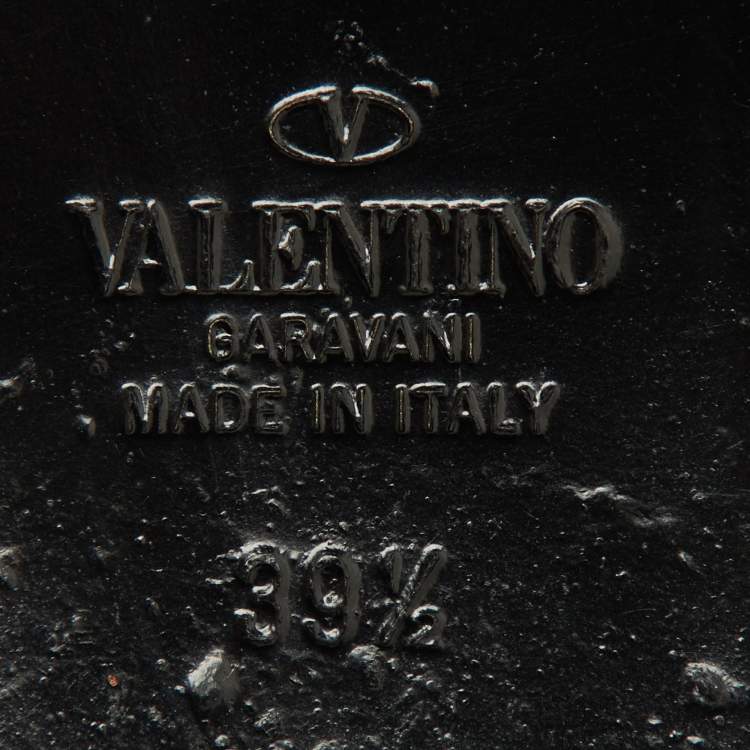 V
VALENTINO
GARAVANI
MADE IN ITALY
39½